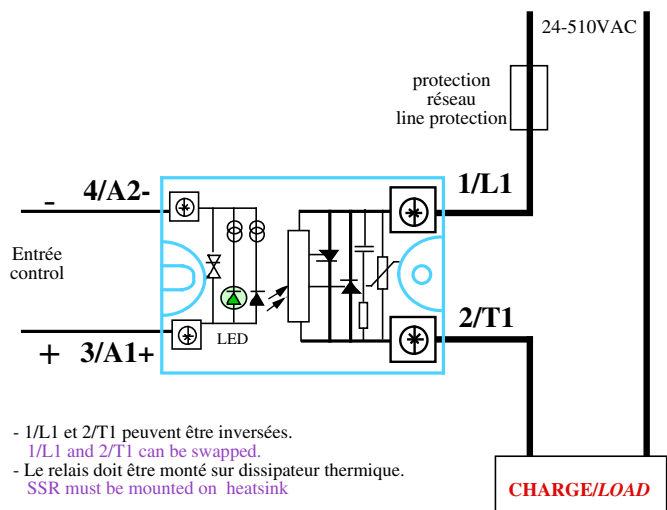 24-510VAC
protection
réseau
line protection
4/A2-
1/L1
-
Entrée
control
+
3/A1+
LED
2/T1
- 1/L1 et 2/T1 peuvent être inversées.
1/L1 and 2/T1 can be swapped.
- Le relais doit être monté sur dissipateur thermique.
SSR must be mounted on heatsink
CHARGE/LOAD